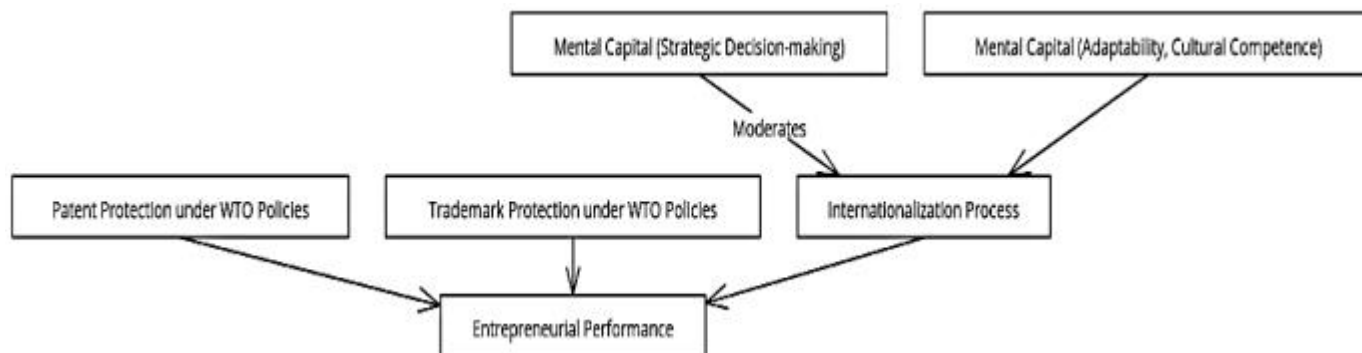 Mental Capital (Strategic Decision-making)
Mental Capital (Adaptability, Cultural Competence)
Moderates
Patent Protection under WTO Policies
Trademark Protection under WTO Policies
Internationalization Process
Entrepreneurial Performance